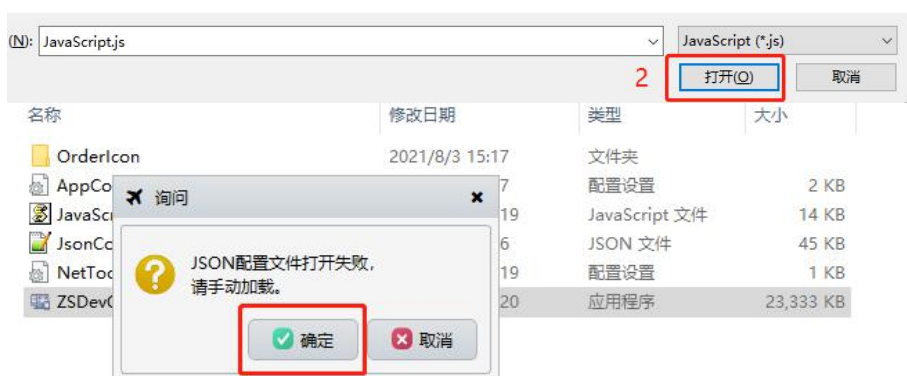 (N): JavaScript.js JavaScript (*.js)
2 打开(O) 取消
名称 修改日期 类型 大小
OrderIcon 2021/8/3 15:17 文件夹
AppCo 7 配置设置 2 KB
JavaScr 19 JavaScript 文件 14 KB
JsonCo 6 JSON 文件 45 KB
NetToo 19 配置设置 1 KB
ZSDev 20 应用程序 23,333 KB
询问
JSON配置文件打开失败,
请手动加载。
确定 取消